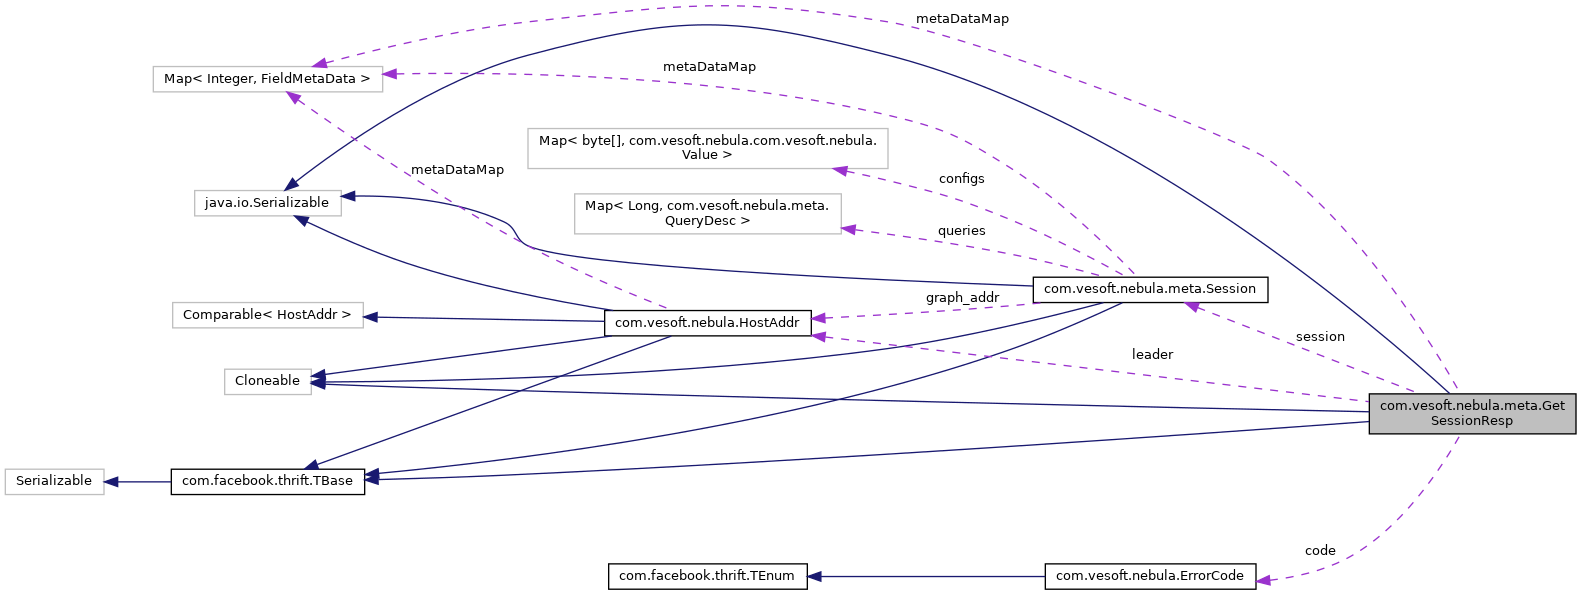 metaDataMap
metaDataMap
Map< Integer, FieldMetaData >
Map< byte[], com.vesoft.nebula.com.vesoft.nebula.
Value >
metaDataMap
configs
java.io.Serializable
Map< Long, com.vesoft.nebula.meta.
QueryDesc >
queries
com.vesoft.nebula.meta.Session
graph_addr
Comparable< HostAddr >
com.vesoft.nebula.HostAddr
session
leader
Cloneable
com.vesoft.nebula.meta.Get
SessionResp
Serializable
com.facebook.thrift.TBase
code
com.facebook.thrift.TEnum
com.vesoft.nebula.ErrorCode